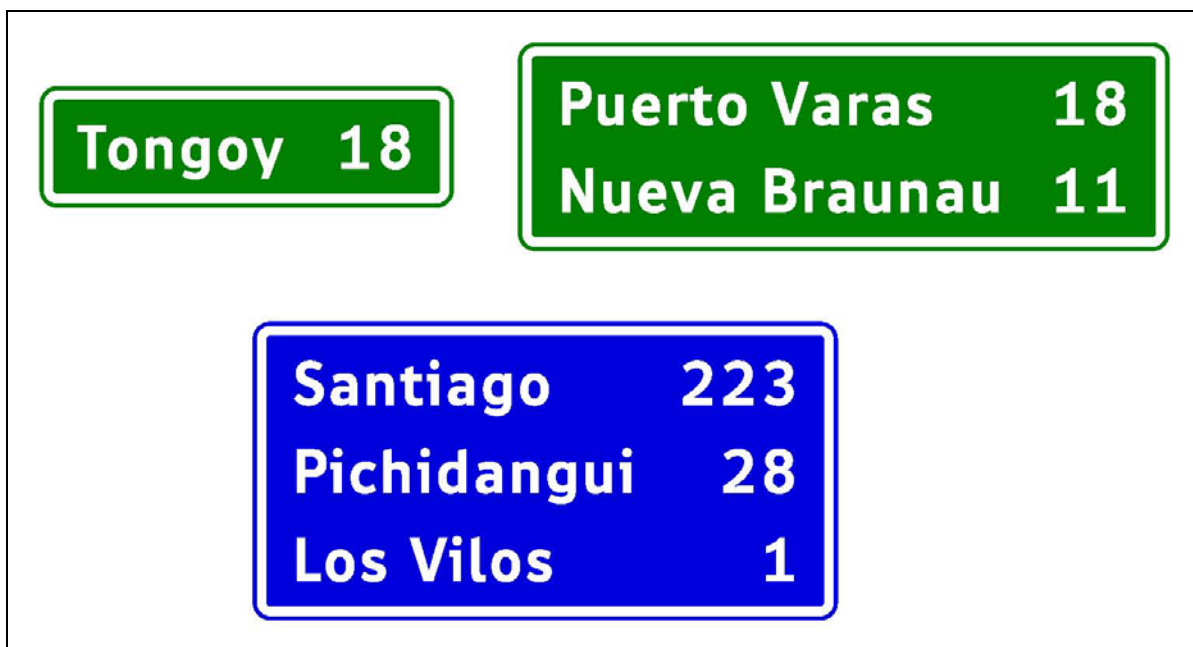 Tongoy 18
Puerto Varas 18
Nueva Braunau 11
Santiago 223
Pichidangui 28
Los Vilos 1